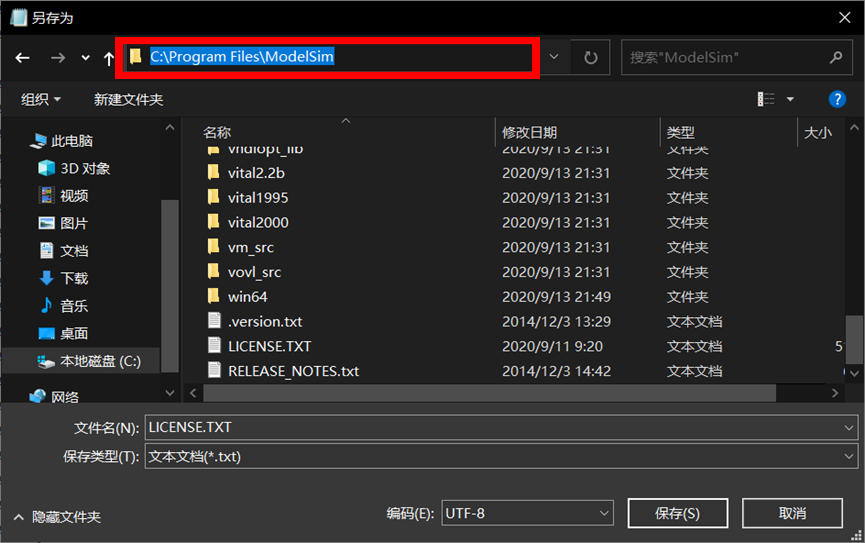 另存为
C:\Program Files\ModelSim
搜索"ModelSim"
组织
新建文件夹
?
名称 修改日期 类型 大小
vhdlopt_lib 2020/9/13 21:31 文件夹
vital2.2b 2020/9/13 21:31 文件夹
vital1995 2020/9/13 21:31 文件夹
vital2000 2020/9/13 21:31 文件夹
vm_src 2020/9/13 21:31 文件夹
vovl_src 2020/9/13 21:31 文件夹
win64 2020/9/13 21:49 文件夹
.version.txt 2014/12/3 13:29 文本文档
LICENSE.TXT 2020/9/11 9:20 文本文档 5
RELEASE_NOTES.txt 2014/12/3 14:42 文本文档
此电脑
3D 对象
视频
图片
文档
下载
音乐
桌面
本地磁盘 (C:)
网络
文件名(N): LICENSE.TXT
保存类型(T): 文本文档(*.txt)
隐藏文件夹
编码(E): UTF-8
保存(S)
取消